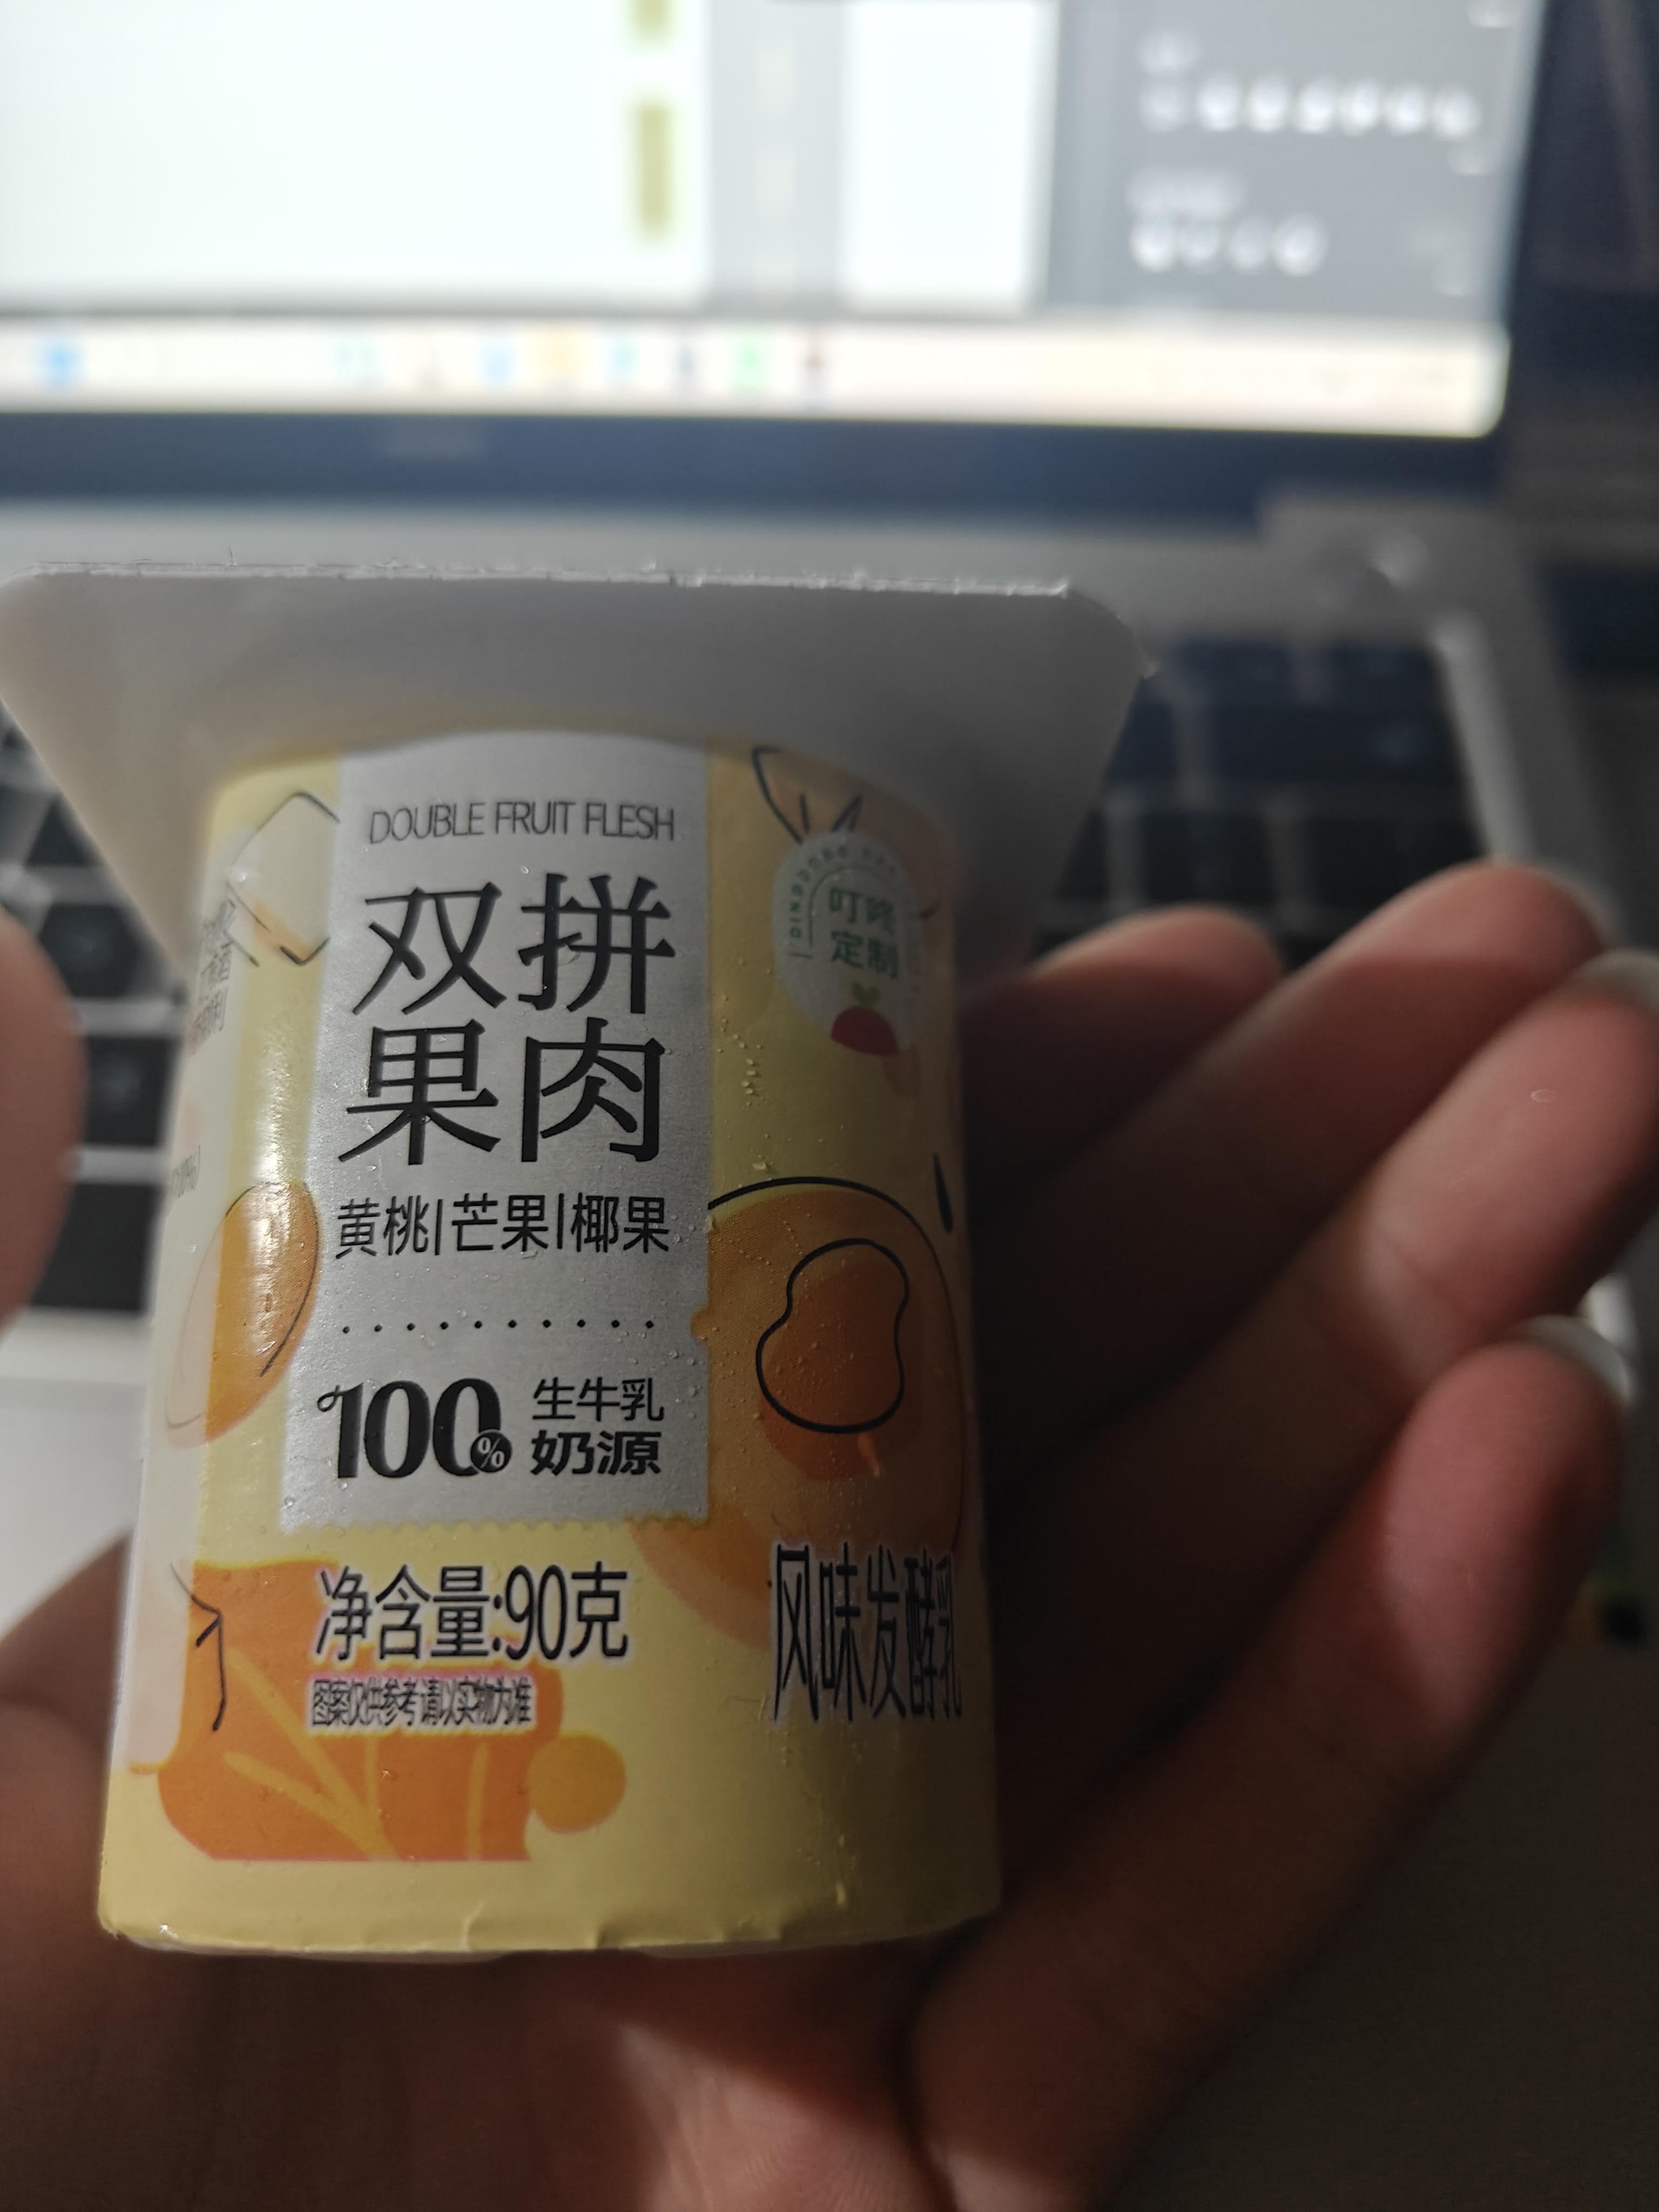 DOUBLE FRUIT FLESH
双拼
果肉
黄桃|芒果|椰果
100% 生牛乳
奶源
净含量:90克
图案仅供参考请以实物为准
叮咚
定制
风味发酵乳